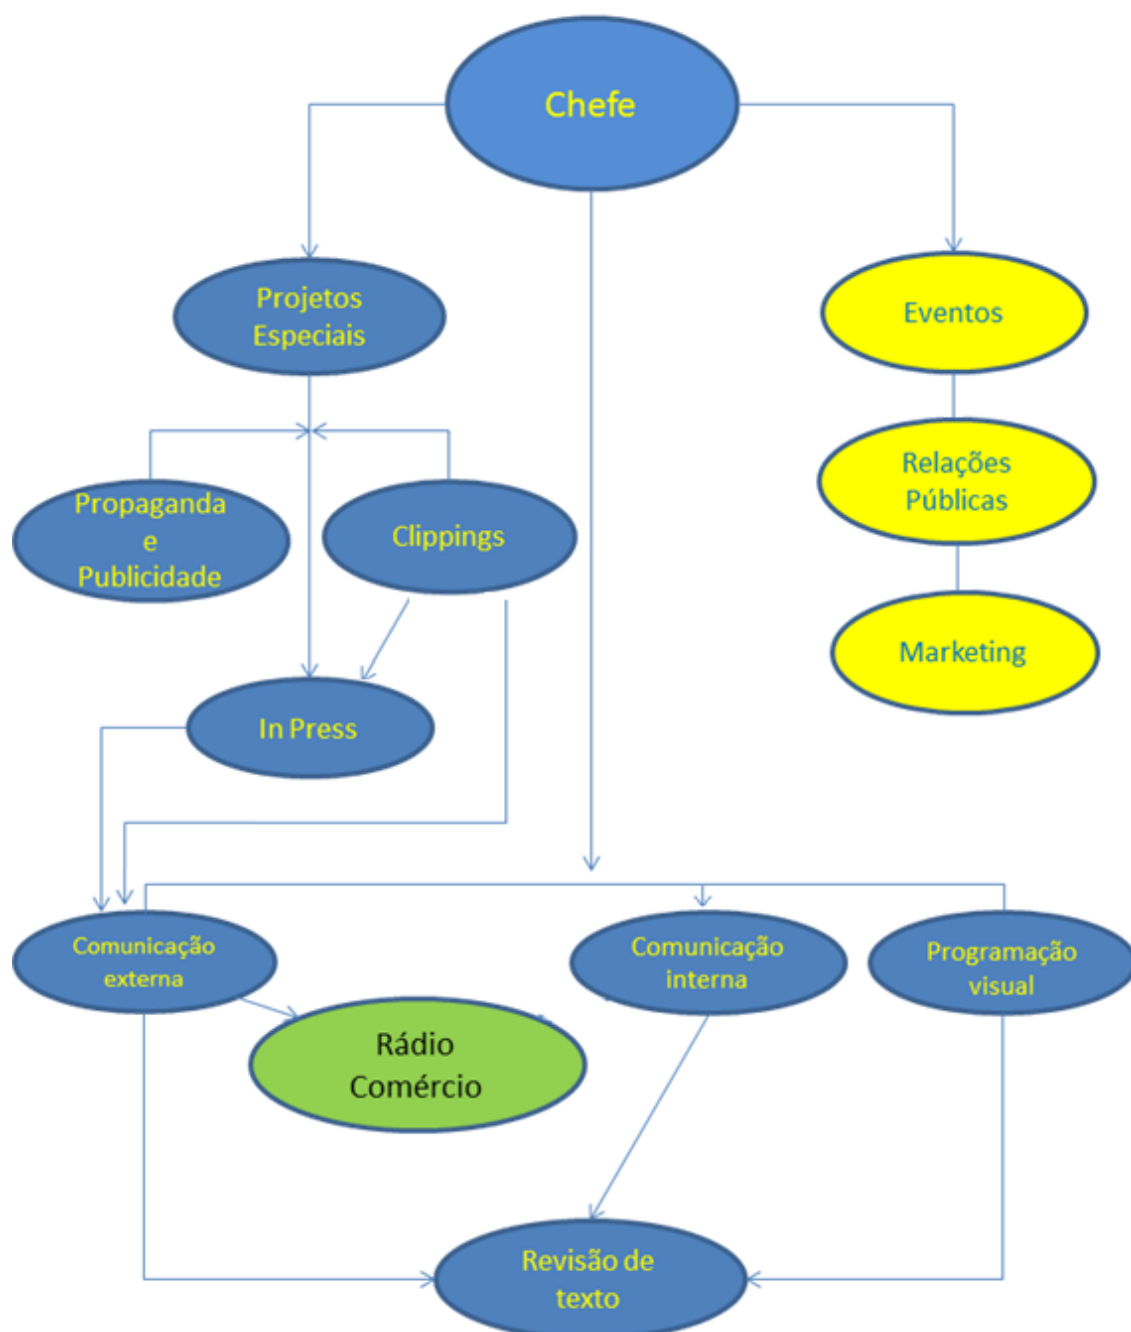 Chefe
Projetos
Especiais
Eventos
Relações
Públicas
Propaganda
e
Publicidade
Clippings
Marketing
In Press
Comunicação
externa
Comunicação
interna
Programação
visual
Rádio
Comércio
Revisão de
texto